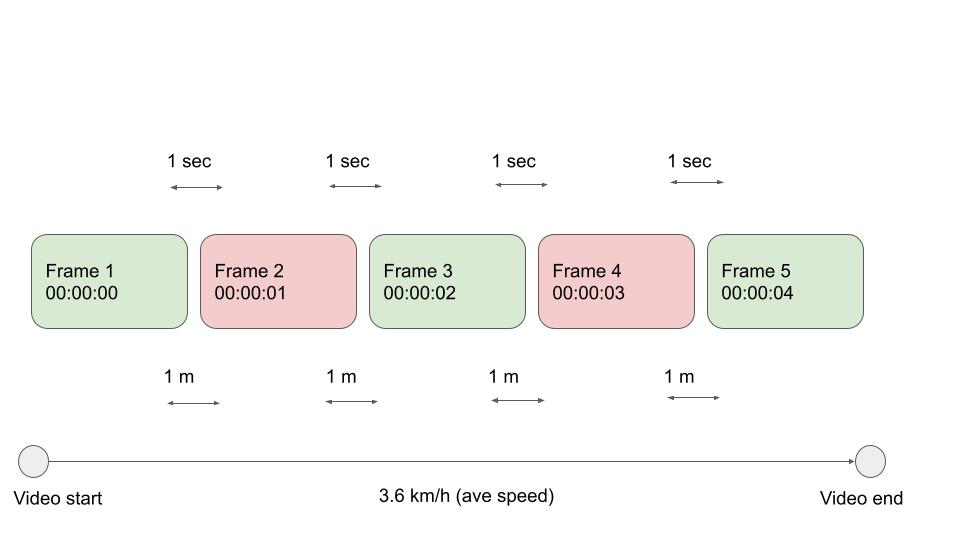 1 sec
1 sec
1 sec
1 sec
Frame 1
00:00:00
Frame 2
00:00:01
Frame 3
00:00:02
Frame 4
00:00:03
Frame 5
00:00:04
1 m
1 m
1 m
1 m
Video start
3.6 km/h (ave speed)
Video end